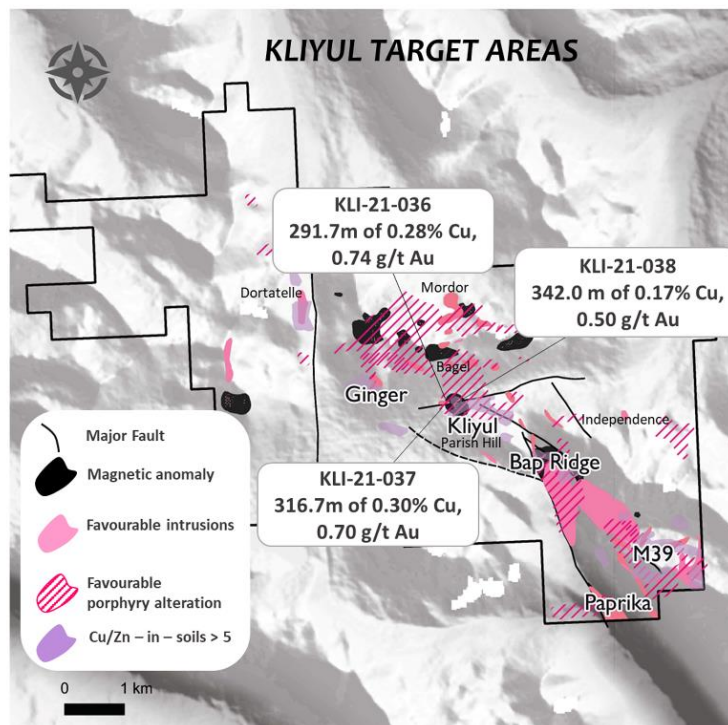 KLIYUL TARGET AREAS
KLI-21-036
291.7m of 0.28% Cu,
0.74 g/t Au
KLI-21-038
342.0 m of 0.17% Cu,
0.50 g/t Au
Dortatelle
Mordor
Bagel
Ginger
Kliyul
Parish Hill
Independence
Bap Ridge
KLI-21-037
316.7m of 0.30% Cu,
0.70 g/t Au
M39
Paprika
Major Fault
Magnetic anomaly
Favourable intrusions
Favourable
porphyry alteration
Cu/Zn – in – soils > 5
0 1 km